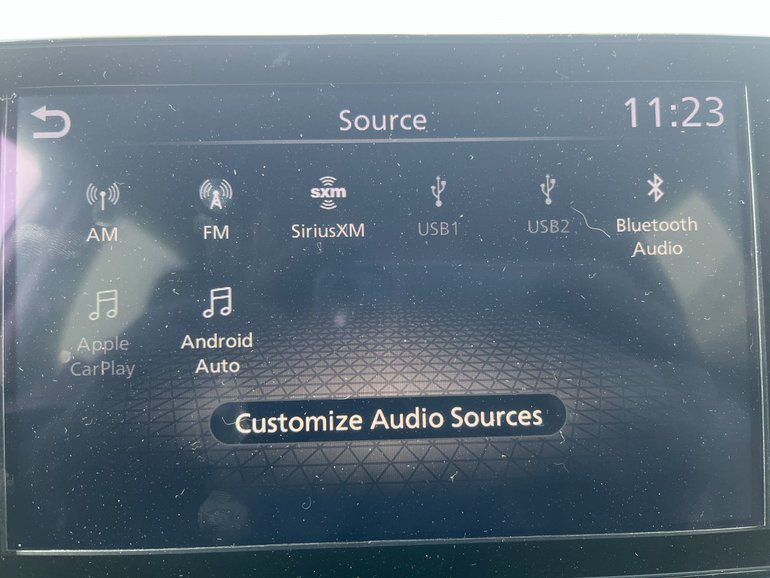 Source
11:23
sxm
AM
FM
SiriusXM
USB1
USB2
Bluetooth
Audio
Apple
CarPlay
Android
Auto
Customize Audio Sources